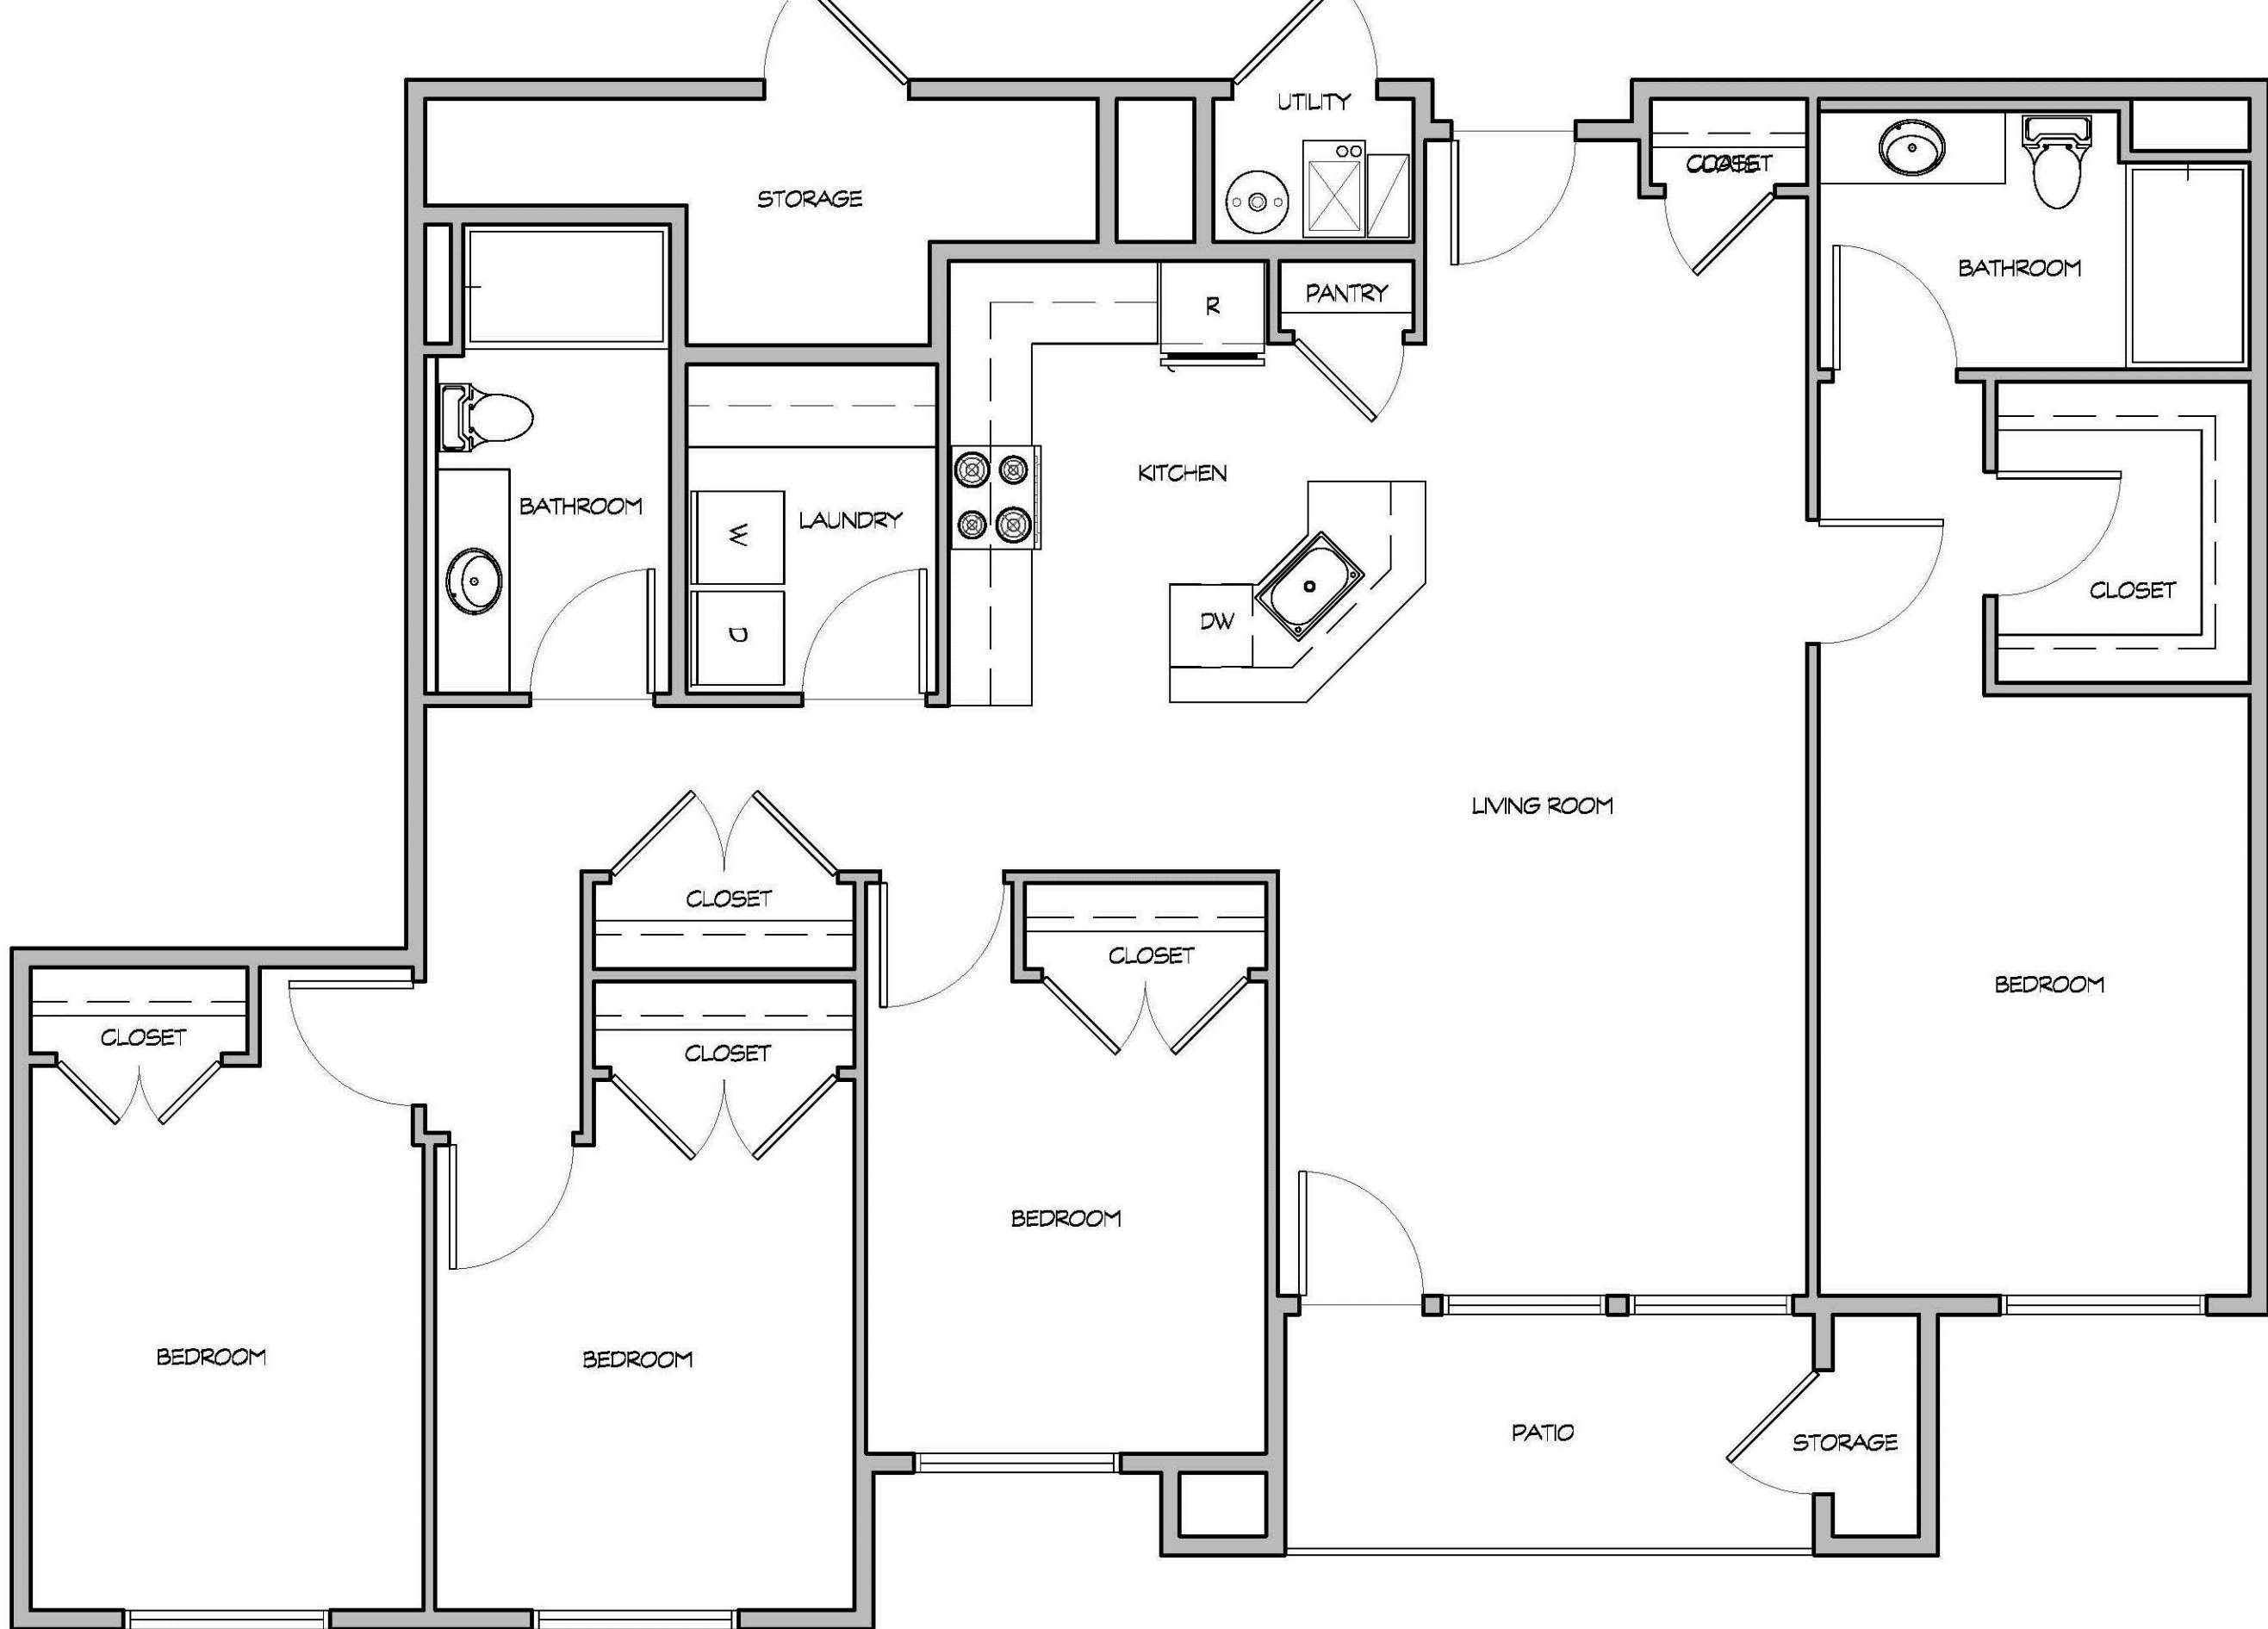 UTILITY
STORAGE
BATHROOM
PANTRY
R
KITCHEN
BATHROOM
LAUNDRY
W
D
DW
CLOSET
LIVING ROOM
CLOSET
CLOSET
BEDROOM
CLOSET
CLOSET
BEDROOM
BEDROOM
BEDROOM
PATIO
STORAGE